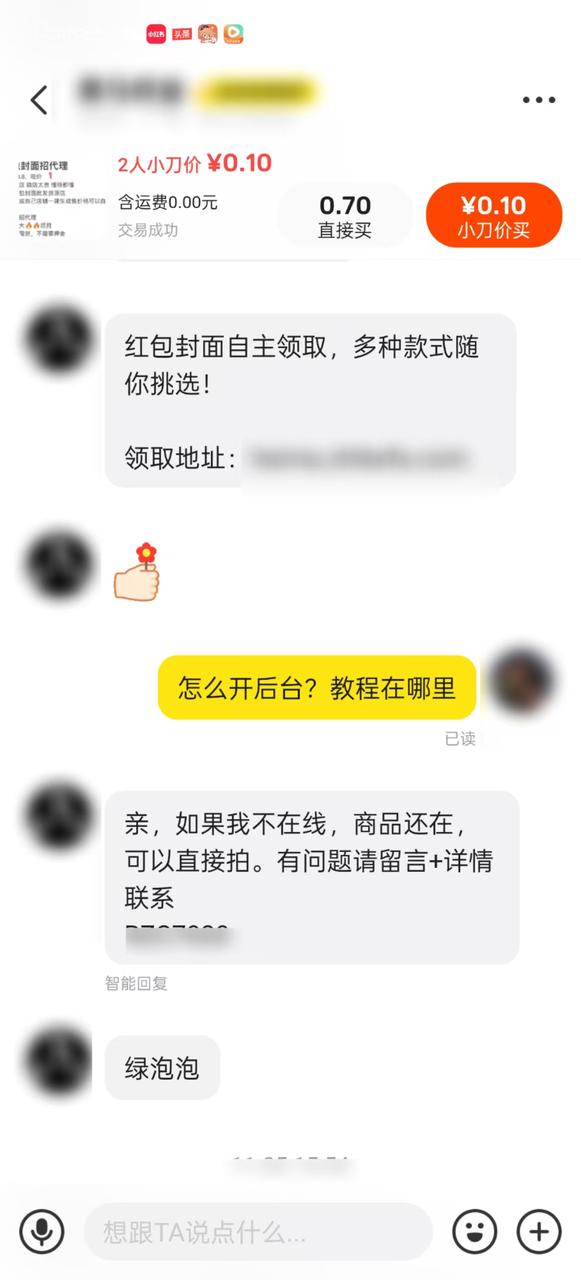 小红书
头条
封面招代理
2人小刀价 ¥0.10
含运费0.00元
交易成功
0.70
直接买
¥0.10
小刀价买
红包封面自主领取，多种款式随
你挑选！
领取地址：
怎么开后台？教程在哪里
已读
亲，如果我不在线，商品还在，
可以直接拍。有问题请留言+详情
联系
智能回复
绿泡泡
想跟TA说点什么...